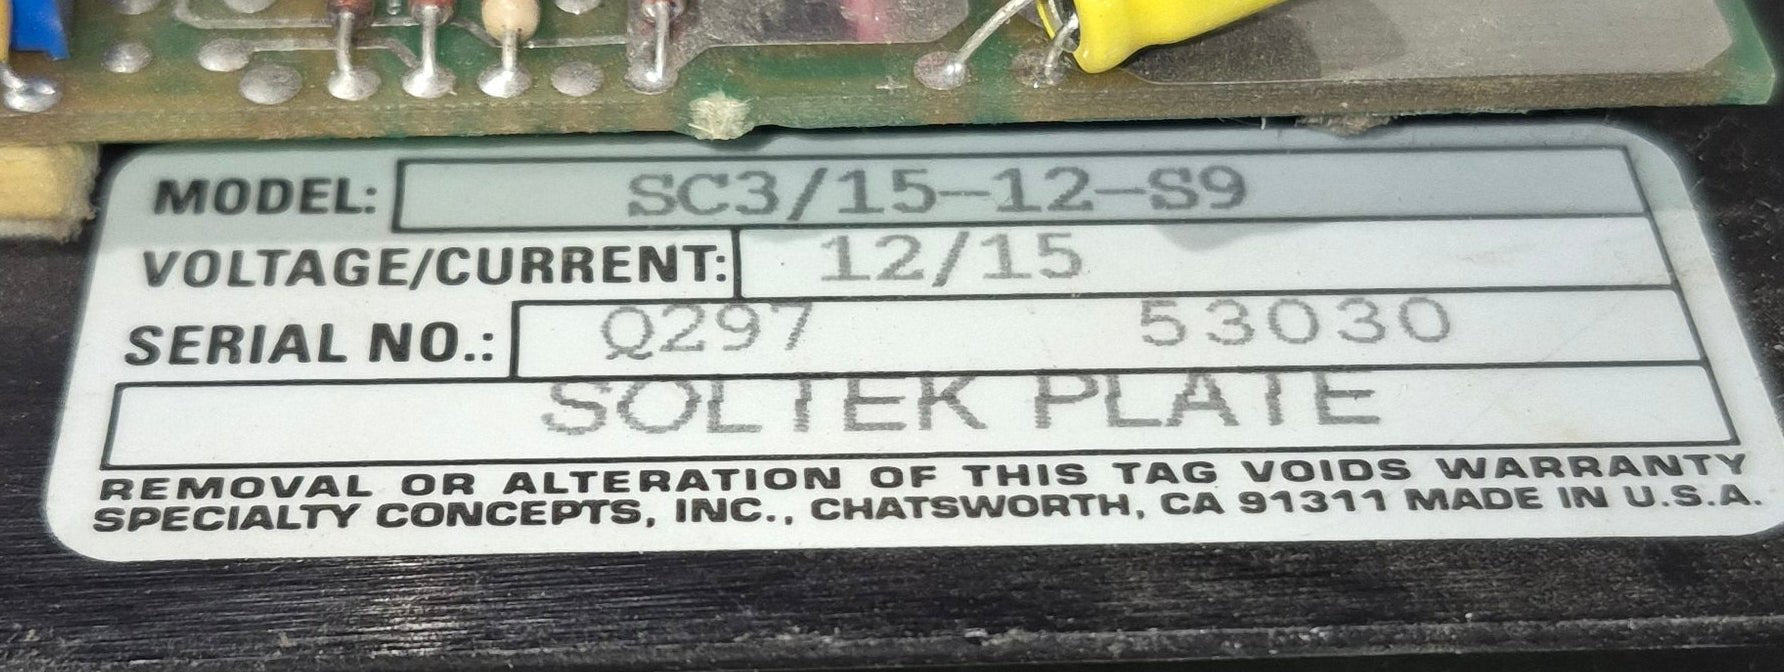 MODEL: SC3/15-12-S9
VOLTAGE/CURRENT: 12/15
SERIAL NO.: Q297 53030
SOLTEK PLATE
REMOVAL OR ALTERATION OF THIS TAG VOIDS WARRANTY
SPECIALTY CONCEPTS, INC., CHATSWORTH, CA 91311 MADE IN U.S.A.